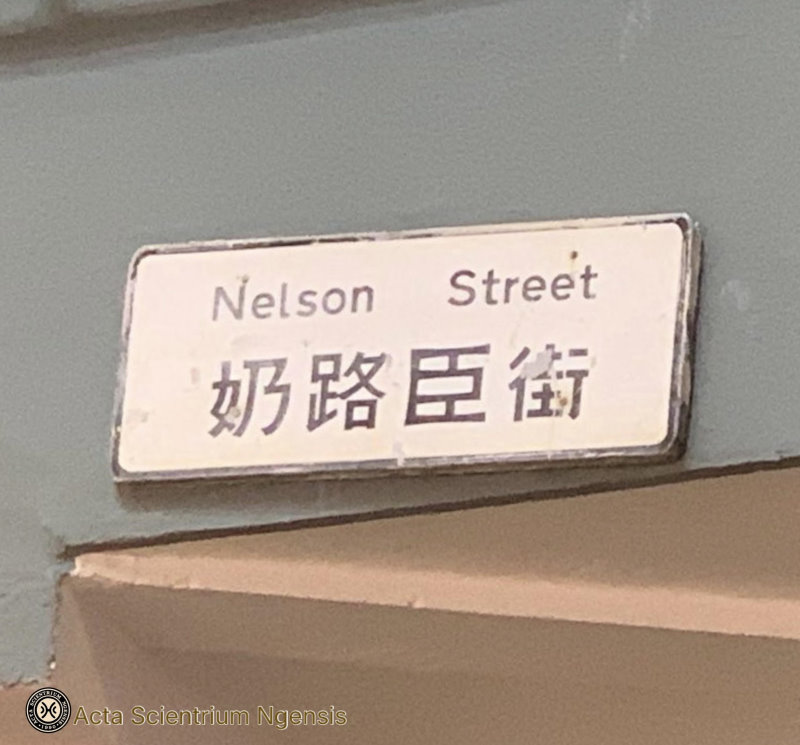 Nelson Street
奶路臣街
Acta Scientrium Ngensis